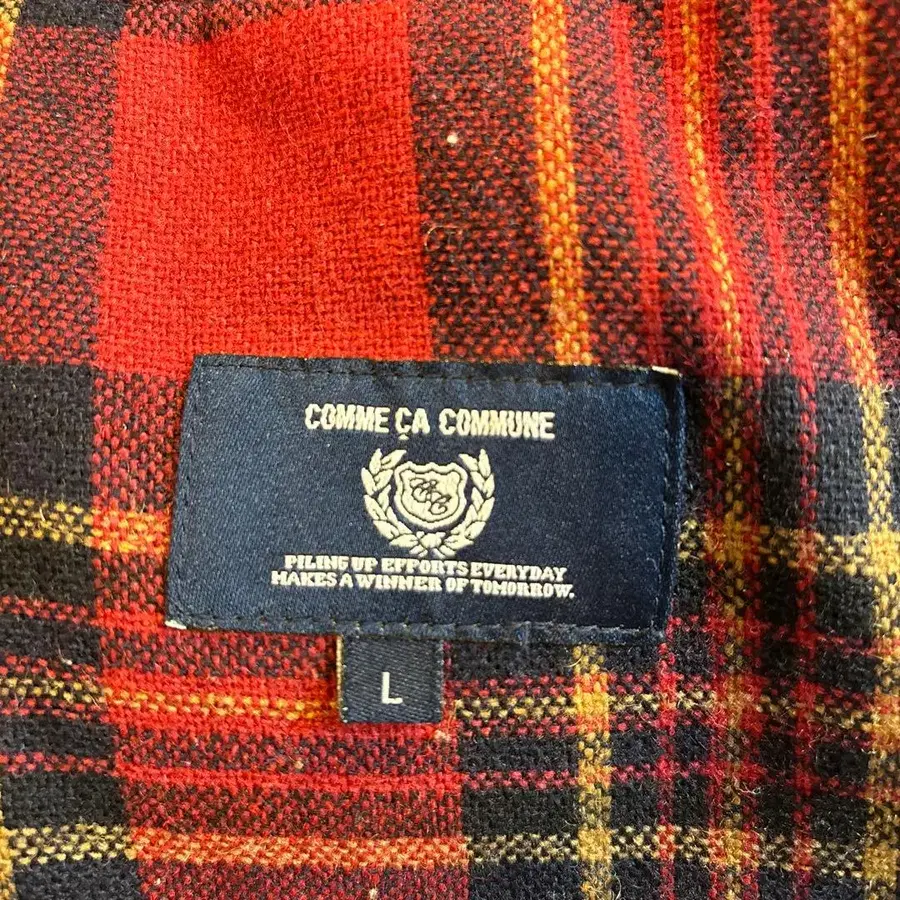 COMME ÇA COMMUNE
PILING UP EFFORTS EVERYDAY
MAKES A WINNER OF TOMORROW.
L